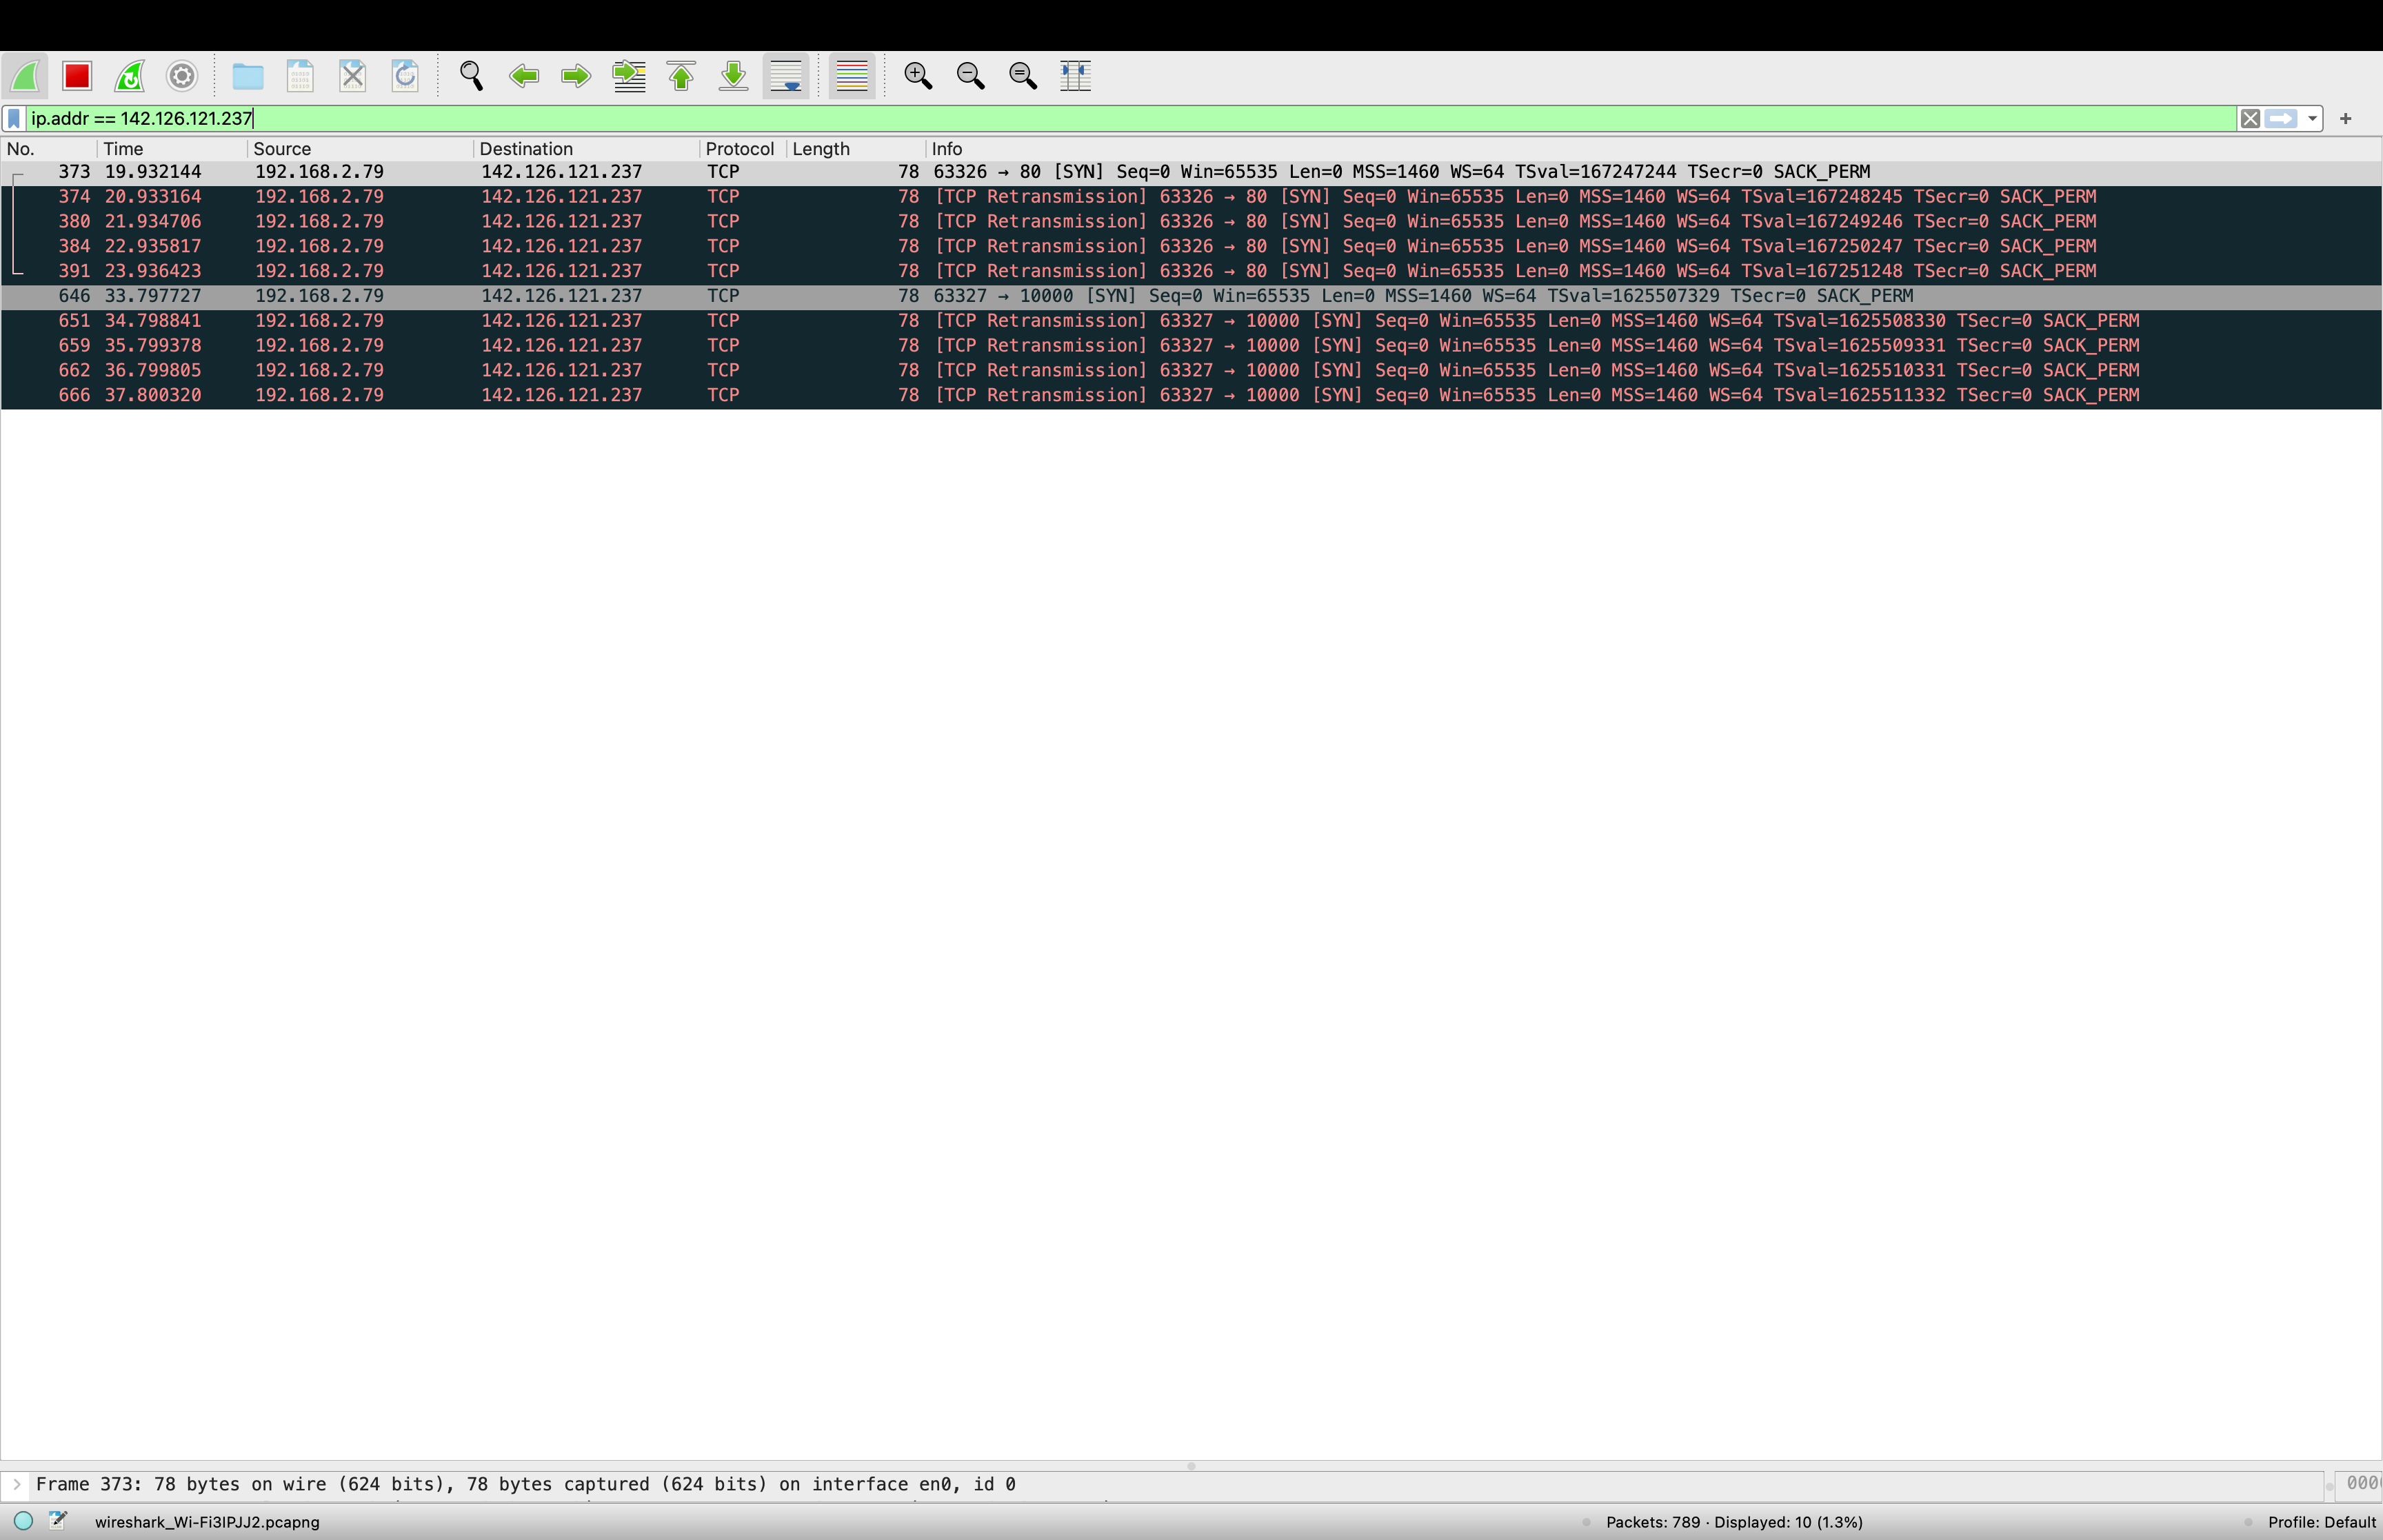 ip.addr == 142.126.121.237
No. Time Source Destination Protocol Length Info
373 19.932144 192.168.2.79 142.126.121.237 TCP 78 63326 → 80 [SYN] Seq=0 Win=65535 Len=0 MSS=1460 WS=64 TSval=167247244 TSecr=0 SACK_PERM
374 20.933164 192.168.2.79 142.126.121.237 TCP 78 [TCP Retransmission] 63326 → 80 [SYN] Seq=0 Win=65535 Len=0 MSS=1460 WS=64 TSval=167248245 TSecr=0 SACK_PERM
380 21.934706 192.168.2.79 142.126.121.237 TCP 78 [TCP Retransmission] 63326 → 80 [SYN] Seq=0 Win=65535 Len=0 MSS=1460 WS=64 TSval=167249246 TSecr=0 SACK_PERM
384 22.935817 192.168.2.79 142.126.121.237 TCP 78 [TCP Retransmission] 63326 → 80 [SYN] Seq=0 Win=65535 Len=0 MSS=1460 WS=64 TSval=167250247 TSecr=0 SACK_PERM
391 23.936423 192.168.2.79 142.126.121.237 TCP 78 [TCP Retransmission] 63326 → 80 [SYN] Seq=0 Win=65535 Len=0 MSS=1460 WS=64 TSval=167251248 TSecr=0 SACK_PERM
646 33.797727 192.168.2.79 142.126.121.237 TCP 78 63327 → 10000 [SYN] Seq=0 Win=65535 Len=0 MSS=1460 WS=64 TSval=1625507329 TSecr=0 SACK_PERM
651 34.798841 192.168.2.79 142.126.121.237 TCP 78 [TCP Retransmission] 63327 → 10000 [SYN] Seq=0 Win=65535 Len=0 MSS=1460 WS=64 TSval=1625508330 TSecr=0 SACK_PERM
659 35.799378 192.168.2.79 142.126.121.237 TCP 78 [TCP Retransmission] 63327 → 10000 [SYN] Seq=0 Win=65535 Len=0 MSS=1460 WS=64 TSval=1625509331 TSecr=0 SACK_PERM
662 36.799805 192.168.2.79 142.126.121.237 TCP 78 [TCP Retransmission] 63327 → 10000 [SYN] Seq=0 Win=65535 Len=0 MSS=1460 WS=64 TSval=1625510331 TSecr=0 SACK_PERM
666 37.800320 192.168.2.79 142.126.121.237 TCP 78 [TCP Retransmission] 63327 → 10000 [SYN] Seq=0 Win=65535 Len=0 MSS=1460 WS=64 TSval=1625511332 TSecr=0 SACK_PERM
Frame 373: 78 bytes on wire (624 bits), 78 bytes captured (624 bits) on interface en0, id 0
wireshark_Wi-Fi3IPJJ2.pcapng Packets: 789 · Displayed: 10 (1.3%) Profile: Default